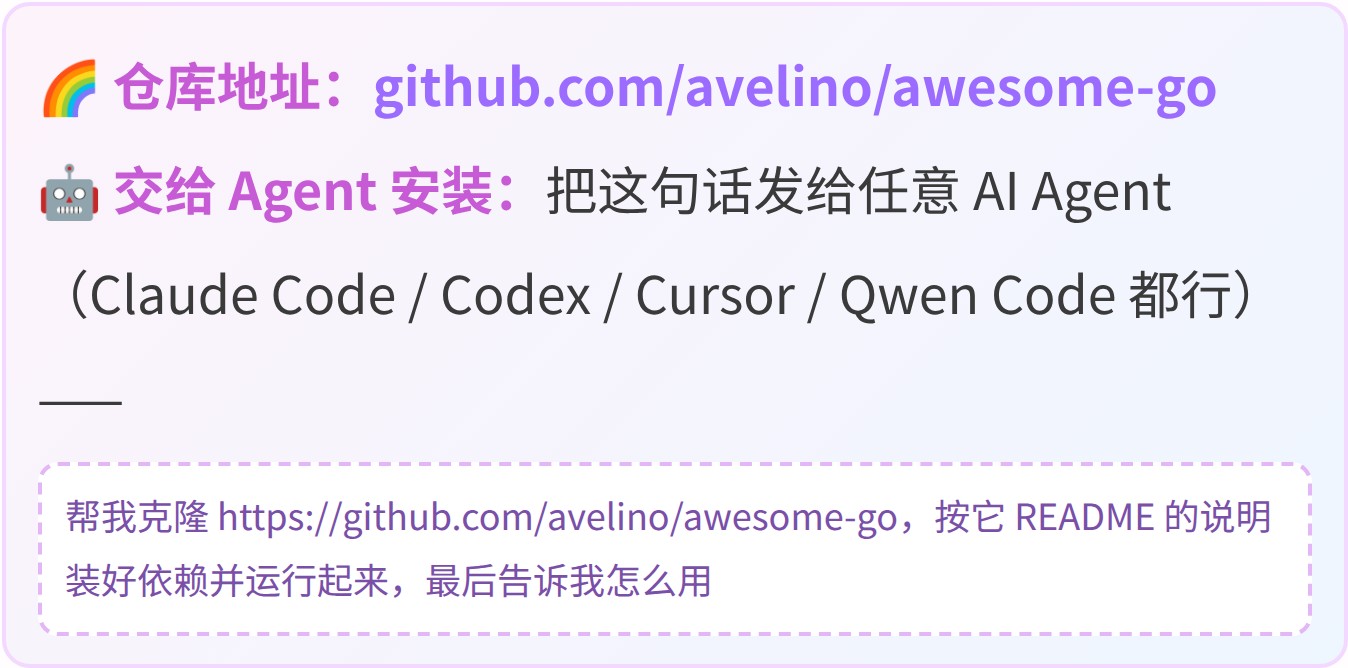 🌈 仓库地址：github.com/avelino/awesome-go
🤖 交给 Agent 安装：把这句话发给任意 AI Agent
（Claude Code / Codex / Cursor / Qwen Code 都行）
——
帮我克隆 https://github.com/avelino/awesome-go，按它 README 的说明
装好依赖并运行起来，最后告诉我怎么用